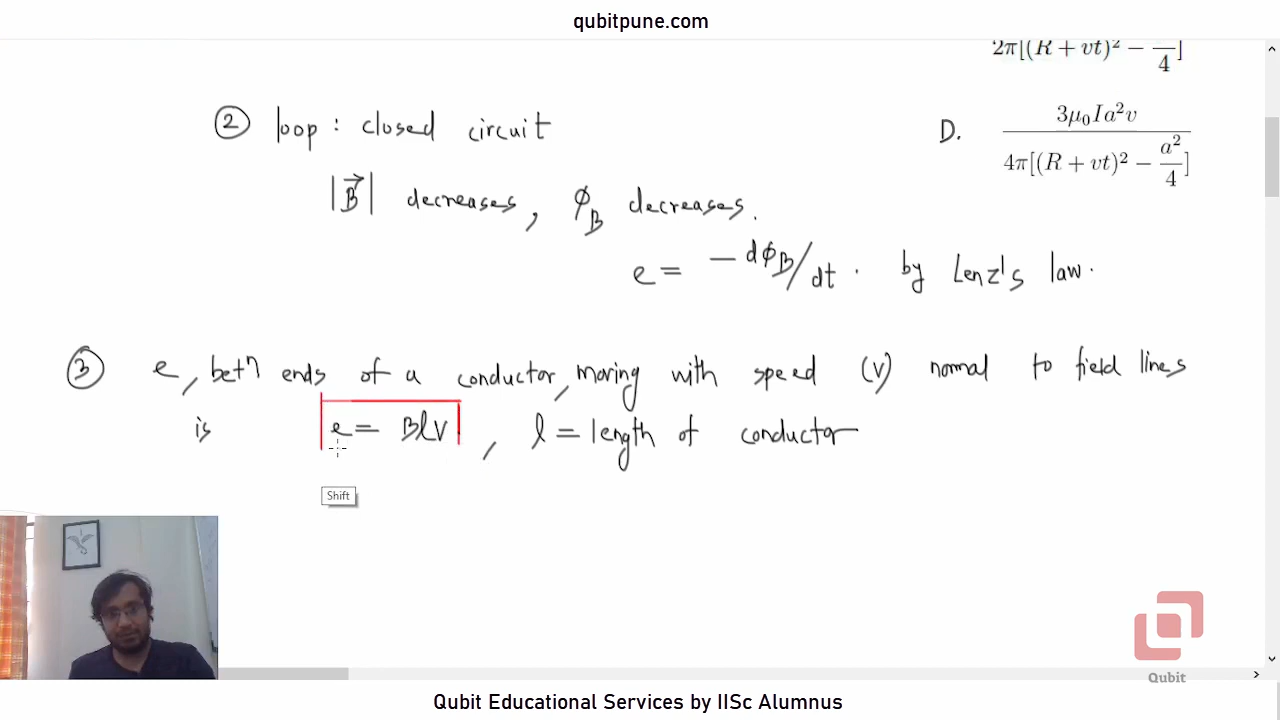 qubitpune.com
2π[(R + vt)² − /4]
② loop : closed circuit
D. 3μ₀Ia²v / 4π[(R + vt)² − a²/4]
|B⃗| decreases, ϕ_B decreases.
e = − dϕ_B/dt . by Lenz's law.
③ e, betⁿ ends of a conductor, moving with speed (v) normal to field lines
is e = Blv , l = length of conductor
Shift
Qubit
Qubit Educational Services by IISc Alumnus